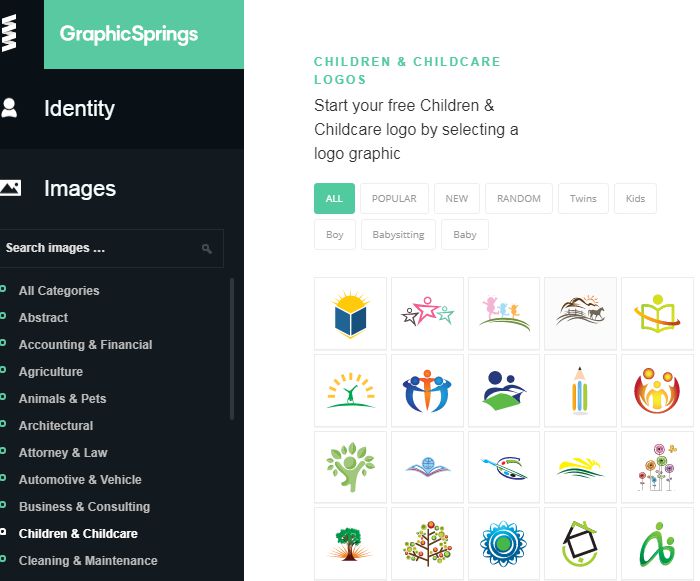 GraphicSprings
Identity
Images
Search images ...
All Categories
Abstract
Accounting & Financial
Agriculture
Animals & Pets
Architectural
Attorney & Law
Automotive & Vehicle
Business & Consulting
Children & Childcare
Cleaning & Maintenance
CHILDREN & CHILDCARE
LOGOS
Start your free Children &
Childcare logo by selecting a
logo graphic
ALL POPULAR NEW RANDOM Twins Kids
Boy Babysitting Baby